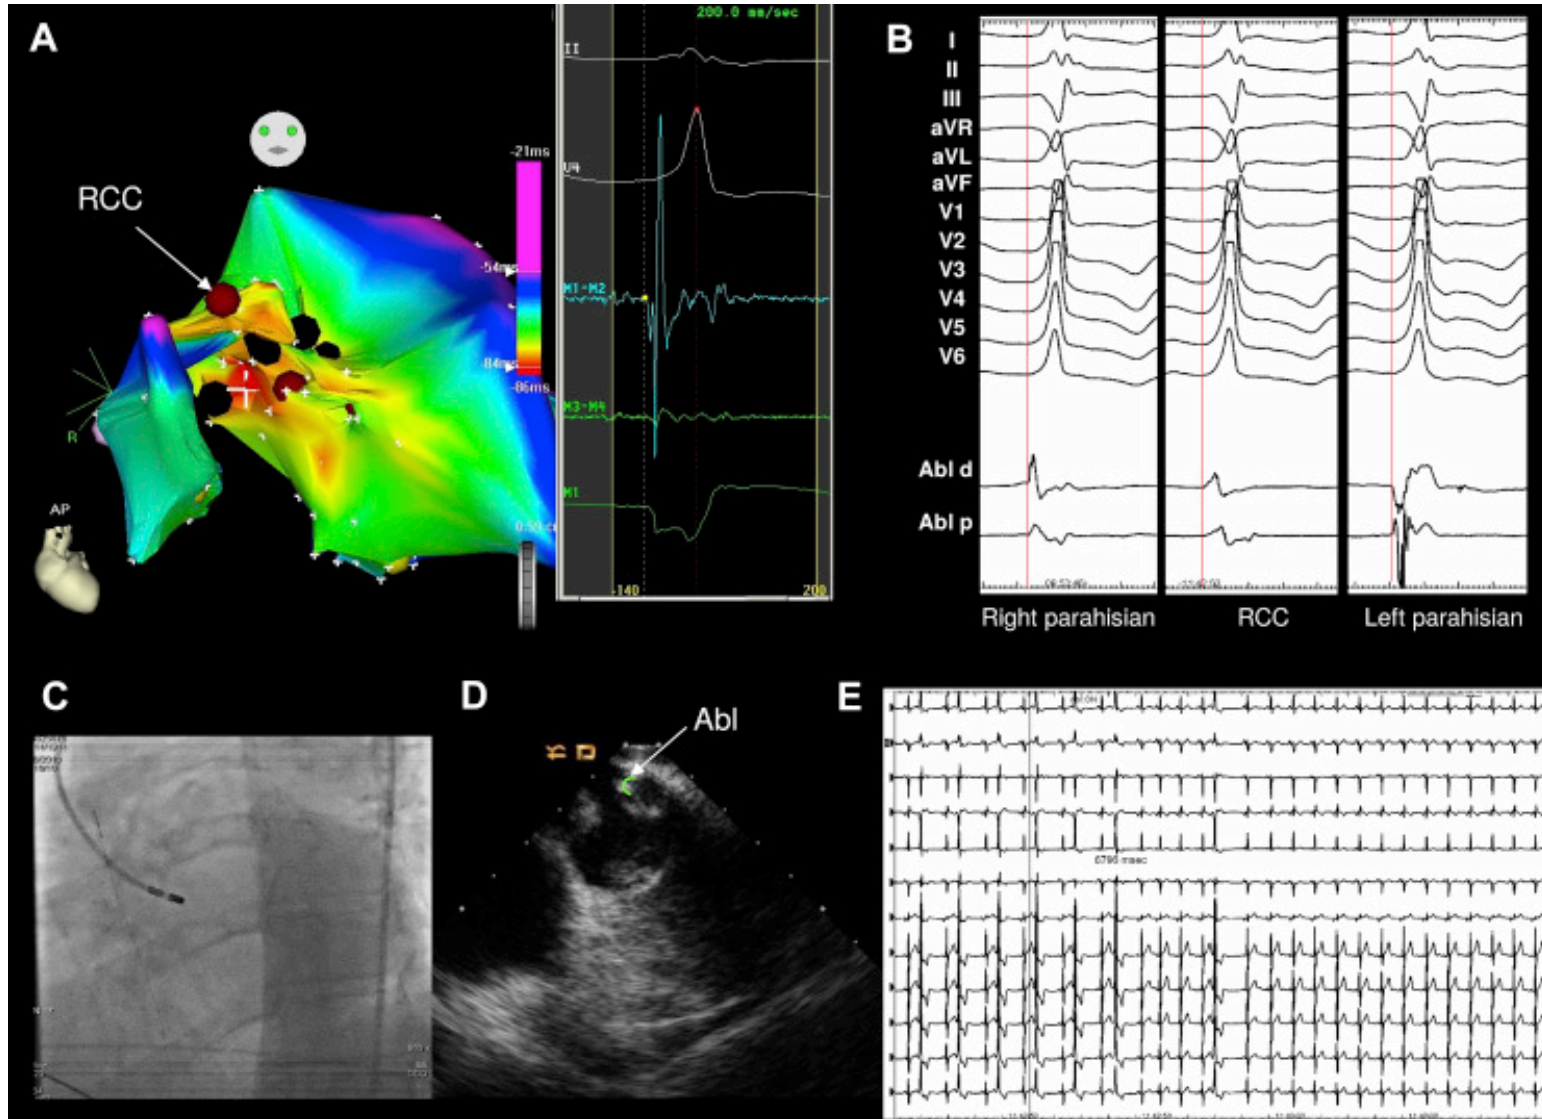 A
200.0 mm/sec
II
-21ms
RCC
V4
-54ms
M1-M2
-84ms
-86ms
M3-M4
R
M1
AP
-140
200
B
I
II
III
aVR
aVL
aVF
V1
V2
V3
V4
V5
V6
Abl d
Abl p
Right parahisian
RCC
Left parahisian
C
D
Abl
E
6796 msec